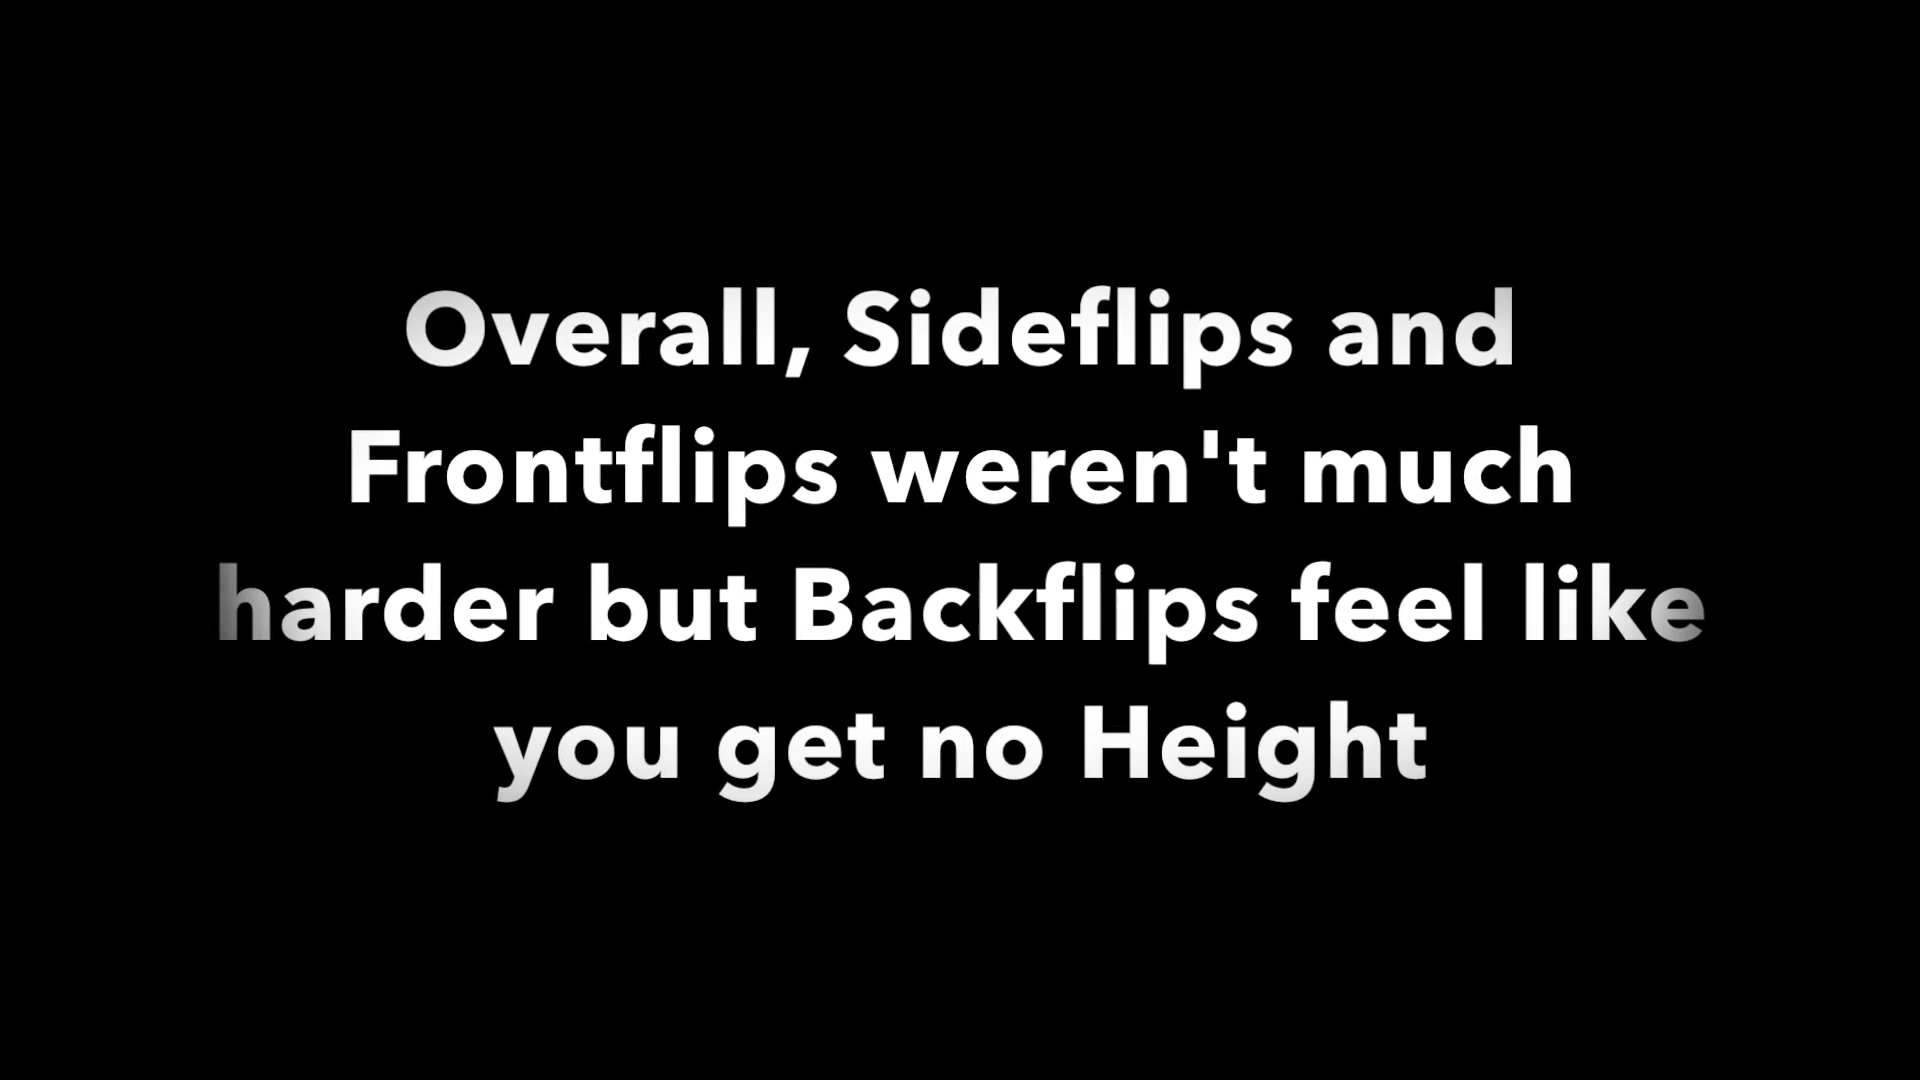 Overall, Sideflips and
Frontflips weren't much
harder but Backflips feel like
you get no Height